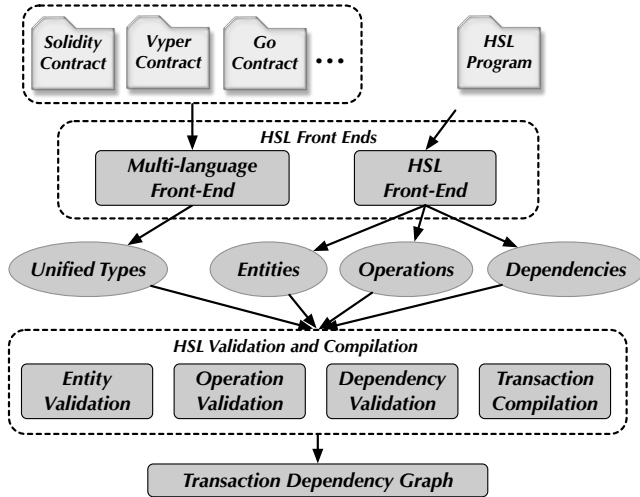 Solidity
Contract
Vyper
Contract
Go
Contract
...
HSL
Program
HSL Front Ends
Multi-language
Front-End
HSL
Front-End
Unified Types
Entities
Operations
Dependencies
HSL Validation and Compilation
Entity
Validation
Operation
Validation
Dependency
Validation
Transaction
Compilation
Transaction Dependency Graph